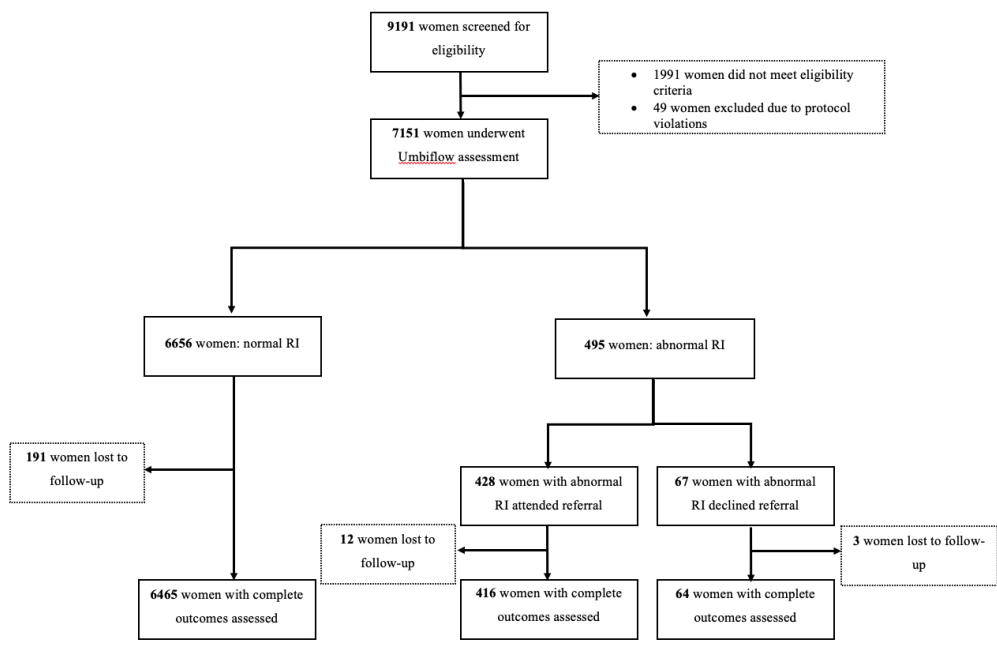 9191 women screened for
eligibility
• 1991 women did not meet eligibility
criteria
• 49 women excluded due to protocol
violations
7151 women underwent
Umbiflow assessment
6656 women: normal RI
495 women: abnormal RI
191 women lost to
follow-up
428 women with abnormal
RI attended referral
67 women with abnormal
RI declined referral
12 women lost to
follow-up
3 women lost to follow-
up
6465 women with complete
outcomes assessed
416 women with complete
outcomes assessed
64 women with complete
outcomes assessed